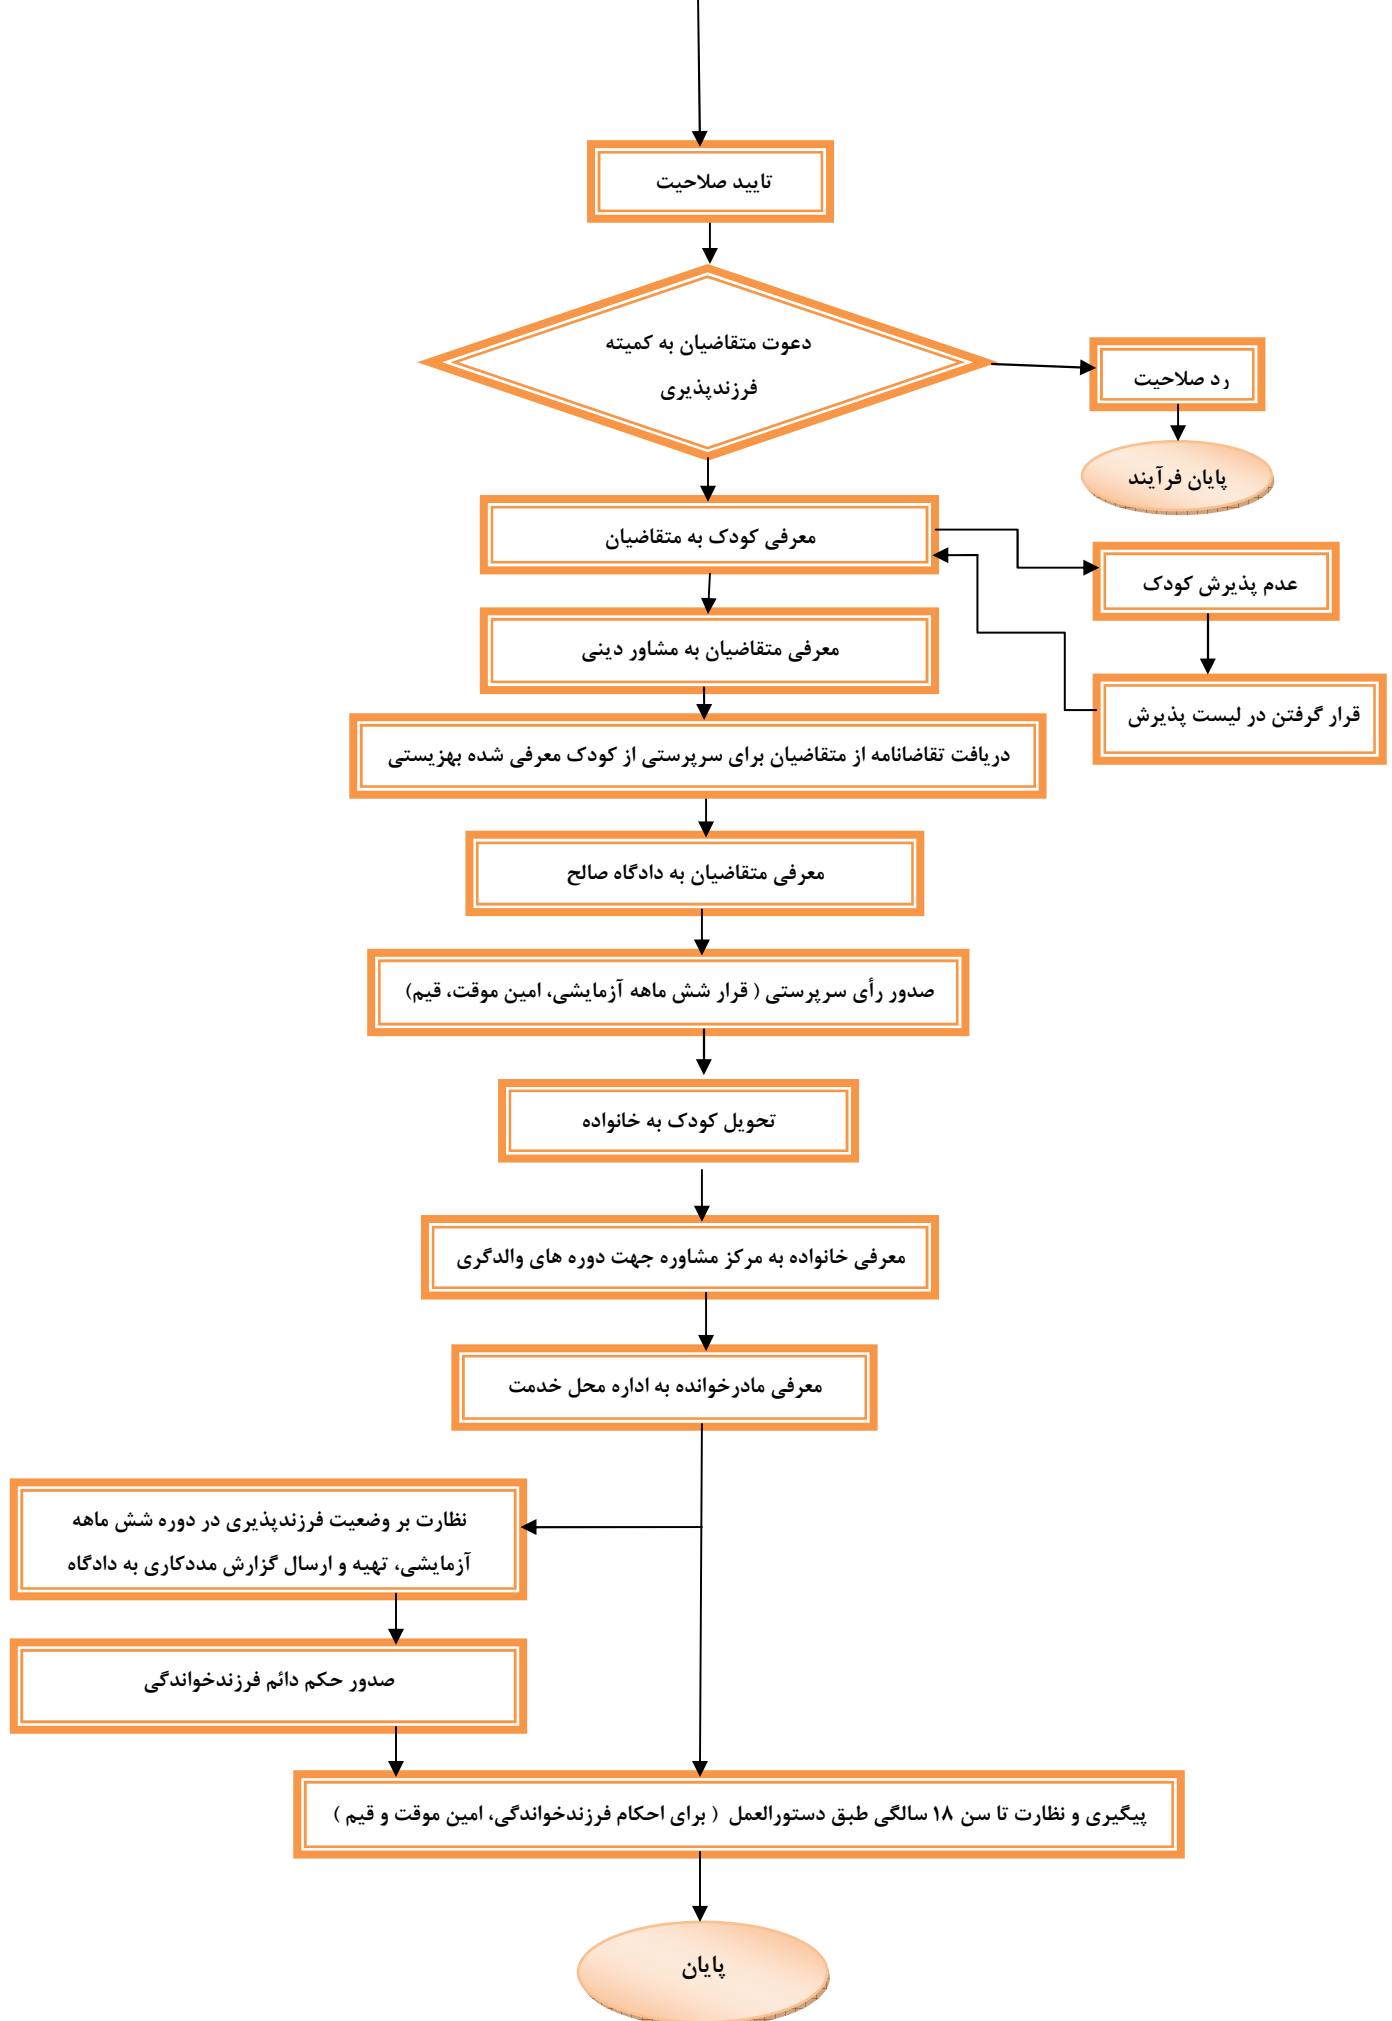 تایید صلاحیت
دعوت متقاضیان به کمیته
فرزندپذیری
رد صلاحیت
پایان فرآیند
معرفی کودک به متقاضیان
عدم پذیرش کودک
معرفی متقاضیان به مشاور دینی
قرار گرفتن در لیست پذیرش
دریافت تقاضانامه از متقاضیان برای سرپرستی از کودک معرفی شده بهزیستی
معرفی متقاضیان به دادگاه صالح
صدور رأی سرپرستی ( قرار شش ماهه آزمایشی، امین موقت، قیم)
تحویل کودک به خانواده
معرفی خانواده به مرکز مشاوره جهت دوره های والدگری
معرفی مادرخوانده به اداره محل خدمت
نظارت بر وضعیت فرزندپذیری در دوره شش ماهه
آزمایشی، تهیه و ارسال گزارش مددکاری به دادگاه
صدور حکم دائم فرزندخواندگی
پیگیری و نظارت تا سن ۱۸ سالگی طبق دستورالعمل ( برای احکام فرزندخواندگی، امین موقت و قیم )
پایان